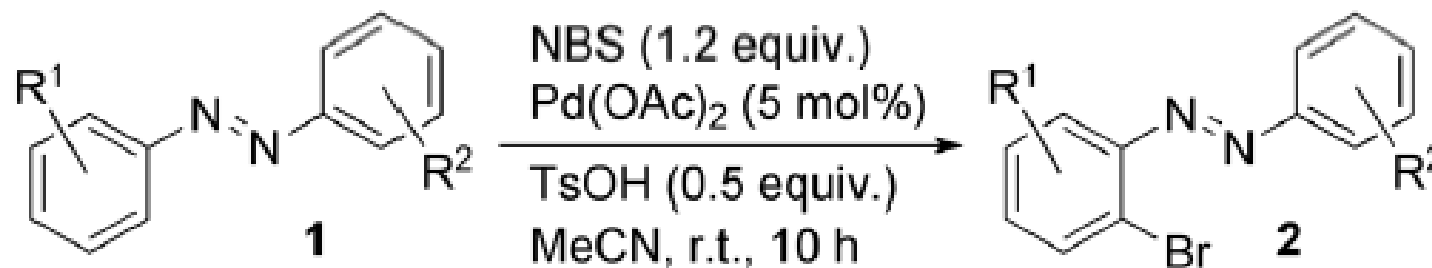 R¹ N N R² 1
NBS (1.2 equiv.)
Pd(OAc)₂ (5 mol%)
TsOH (0.5 equiv.)
MeCN, r.t., 10 h
R¹ N N R² Br 2